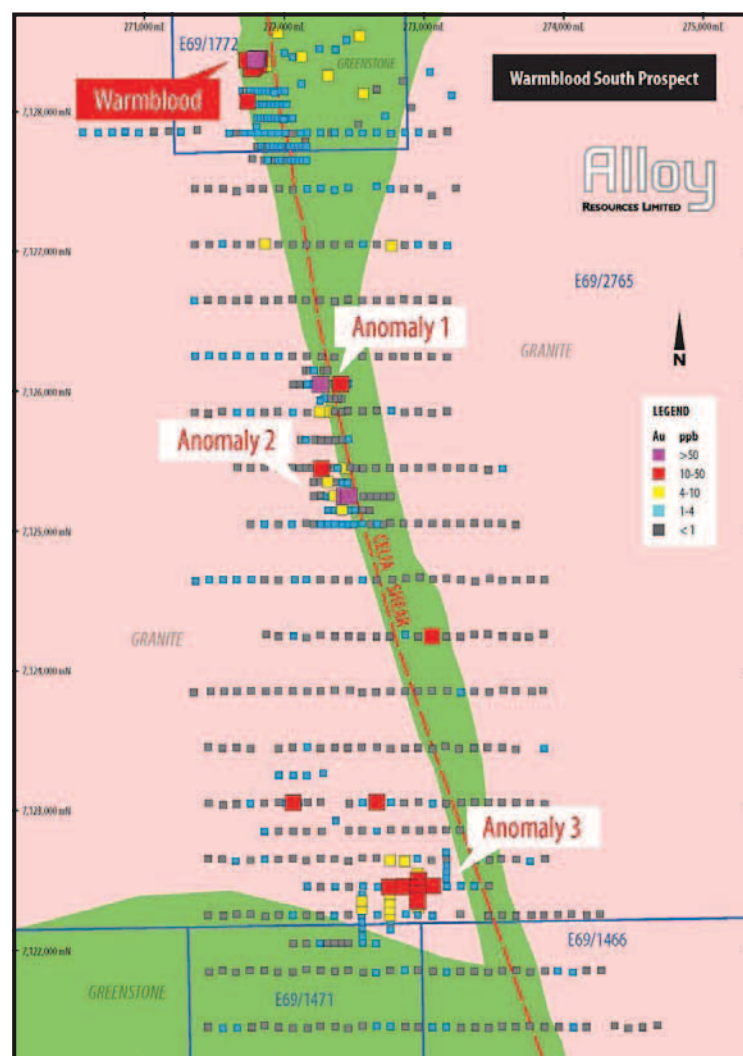 271,000 mE
272,000 mE
273,000 mE
274,000 mE
275,000 mE
E69/1772
GREENSTONE
Warmblood South Prospect
Warmblood
7,128,000 mN
Alloy
RESOURCES LIMITED
7,127,000 mN
E69/2765
Anomaly 1
GRANITE
N
7,126,000 mN
LEGEND
Au ppb
>50
10-50
4-10
1-4
<1
Anomaly 2
7,125,000 mN
CELIA SHEAR
GRANITE
7,124,000 mN
7,123,000 mN
Anomaly 3
7,122,000 mN
E69/1466
GREENSTONE
E69/1471